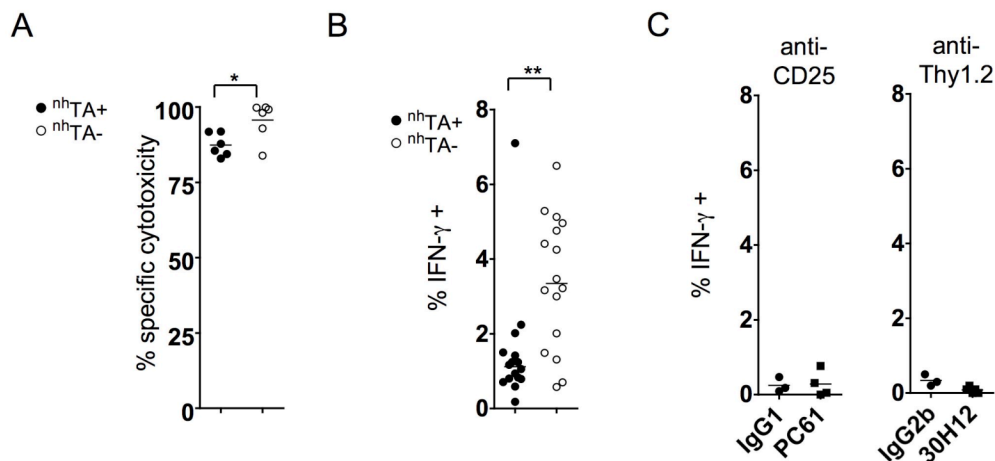 A
B
C
● ⁿʰTA+
○ ⁿʰTA-
% specific cytotoxicity
100
75
50
25
0
*
● ⁿʰTA+
○ ⁿʰTA-
% IFN-γ +
8
6
4
2
0
**
anti-
CD25
% IFN-γ +
8
6
4
2
0
IgG1
PC61
anti-
Thy1.2
8
6
4
2
0
IgG2b
30H12